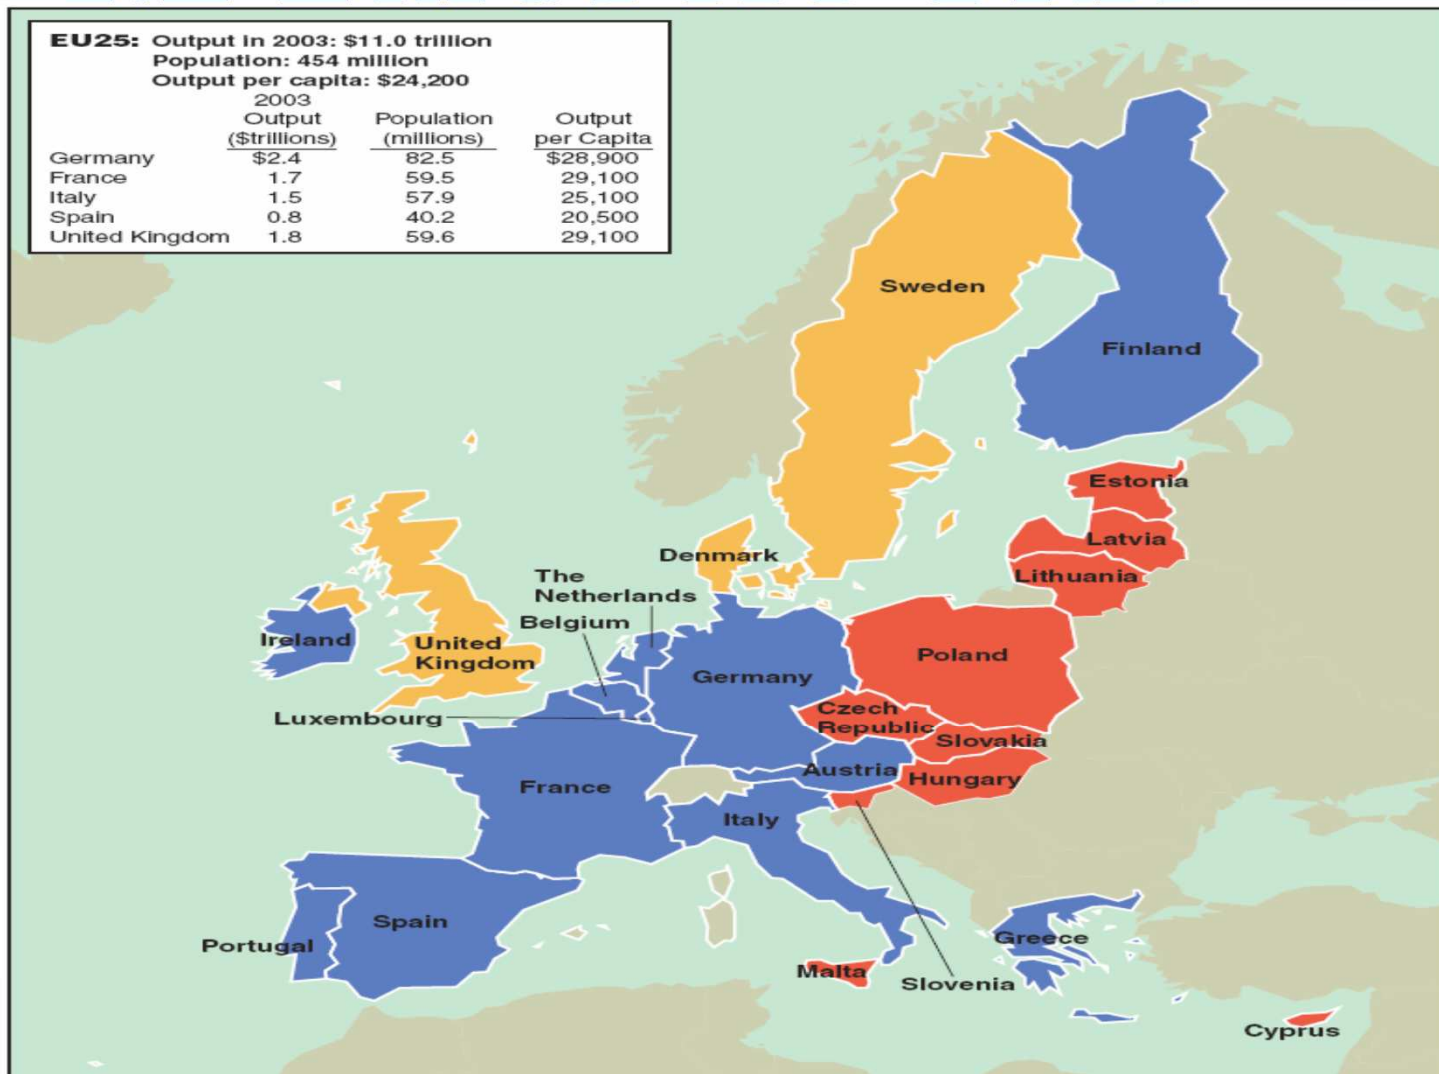 EU25: Output in 2003: $11.0 trillion
Population: 454 million
Output per capita: $24,200
2003
Output Population Output
($trillions) (millions) per Capita
Germany $2.4 82.5 $28,900
France 1.7 59.5 29,100
Italy 1.5 57.9 25,100
Spain 0.8 40.2 20,500
United Kingdom 1.8 59.6 29,100
Sweden
Finland
Estonia
Latvia
Lithuania
Denmark
The
Netherlands
Belgium
Ireland
United
Kingdom
Germany
Poland
Luxembourg
Czech
Republic
Slovakia
Austria
Hungary
France
Italy
Spain
Portugal
Greece
Malta
Slovenia
Cyprus